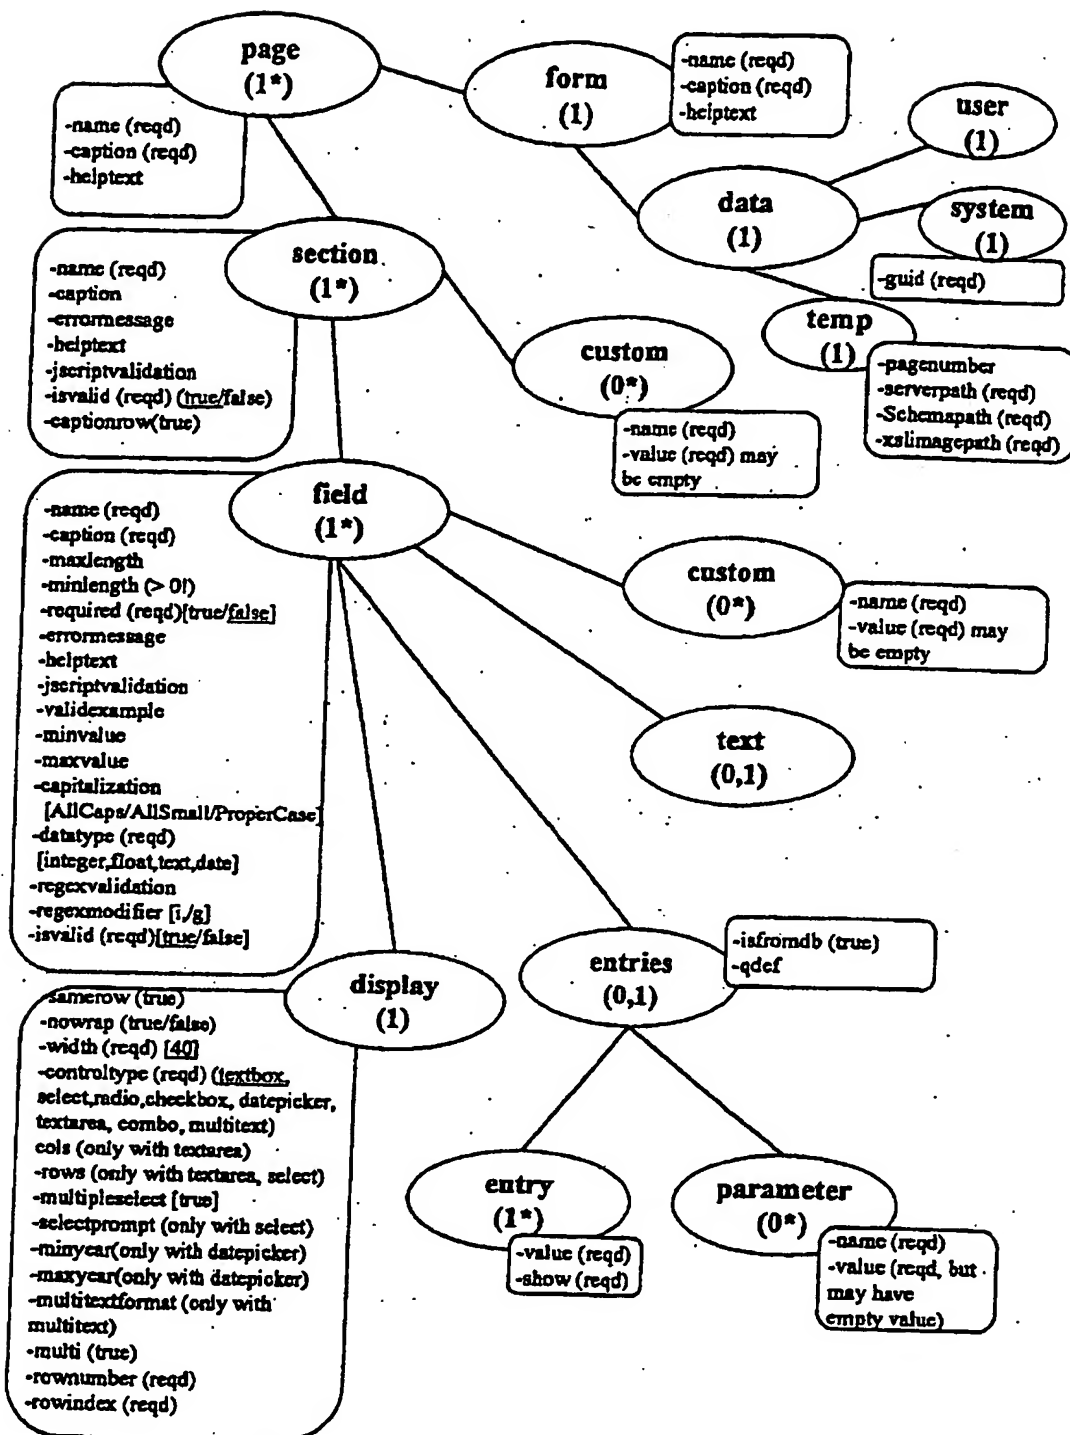 page
(1*)
-name (reqd)
-caption (reqd)
-helptext
form
(1)
-name (reqd)
-caption (reqd)
-helptext
user
(1)
data
(1)
system
(1)
-guid (reqd)
temp
(1)
-pagenumber
-serverpath (reqd)
-Schemapath (reqd)
-xslimagepath (reqd)
section
(1*)
-name (reqd)
-caption
-errormessage
-helptext
-jscriptvalidation
-isvalid (reqd) (true/false)
-captionrow(true)
custom
(0*)
-name (reqd)
-value (reqd) may
be empty
field
(1*)
-name (reqd)
-caption (reqd)
-maxlength
-minlength (> 0!)
-required (reqd)[true/false]
-errormessage
-helptext
-jscriptvalidation
-validexample
-minvalue
-maxvalue
-capitalization
[AllCaps/AllSmall/ProperCase]
-datatype (reqd)
[integer,float,text,date]
-regexvalidation
-regexmodifier [i,/g]
-isvalid (reqd)[true/false]
custom
(0*)
-name (reqd)
-value (reqd) may
be empty
text
(0,1)
entries
(0,1)
-isfromdb (true)
-qdef
display
(1)
-samerow (true)
-nowrap (true/false)
-width (reqd) [40]
-controltype (reqd) (textbox,
select,radio,checkbox, datepicker,
textarea, combo, multitext)
cols (only with textarea)
-rows (only with textarea, select)
-multipleselect [true]
-selectprompt (only with select)
-minyear(only with datepicker)
-maxyear(only with datepicker)
-multitextformat (only with
multitext)
-multi (true)
-rownumber (reqd)
-rowindex (reqd)
entry
(1*)
-value (reqd)
-show (reqd)
parameter
(0*)
-name (reqd)
-value (reqd, but
may have
empty value)